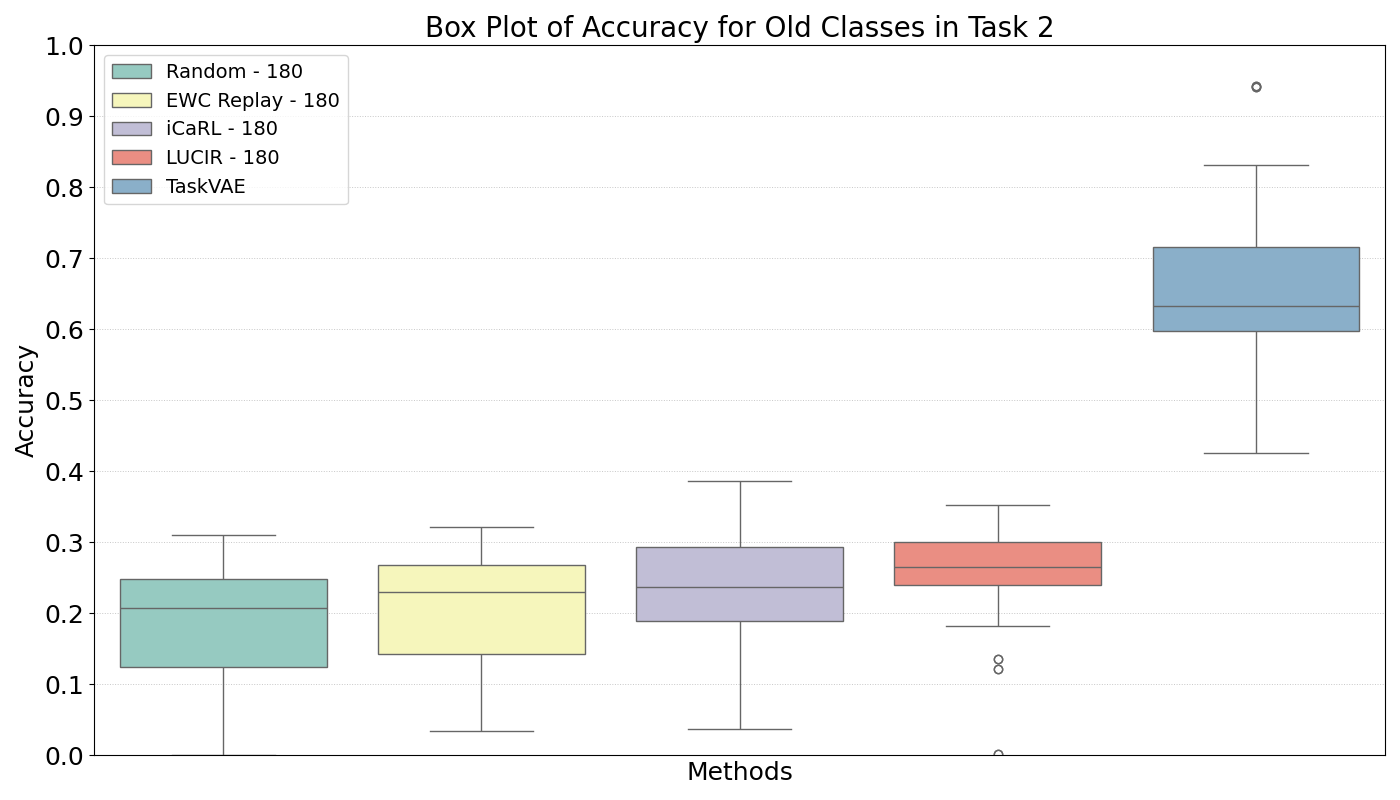 Box Plot of Accuracy for Old Classes in Task 2
1.0
0.9
0.8
0.7
0.6
0.5
0.4
0.3
0.2
0.1
0.0
Accuracy
Random - 180
EWC Replay - 180
iCaRL - 180
LUCIR - 180
TaskVAE
Methods